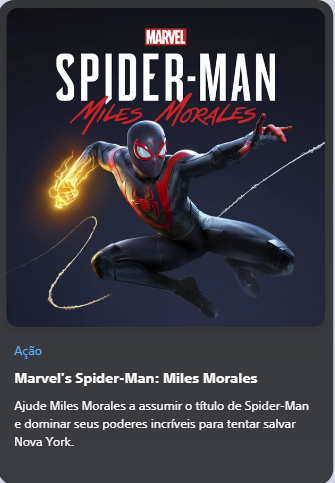 MARVEL
SPIDER-MAN
MILES MORALES
Ação
Marvel's Spider-Man: Miles Morales
Ajude Miles Morales a assumir o título de Spider-Man
e dominar seus poderes incríveis para tentar salvar
Nova York.